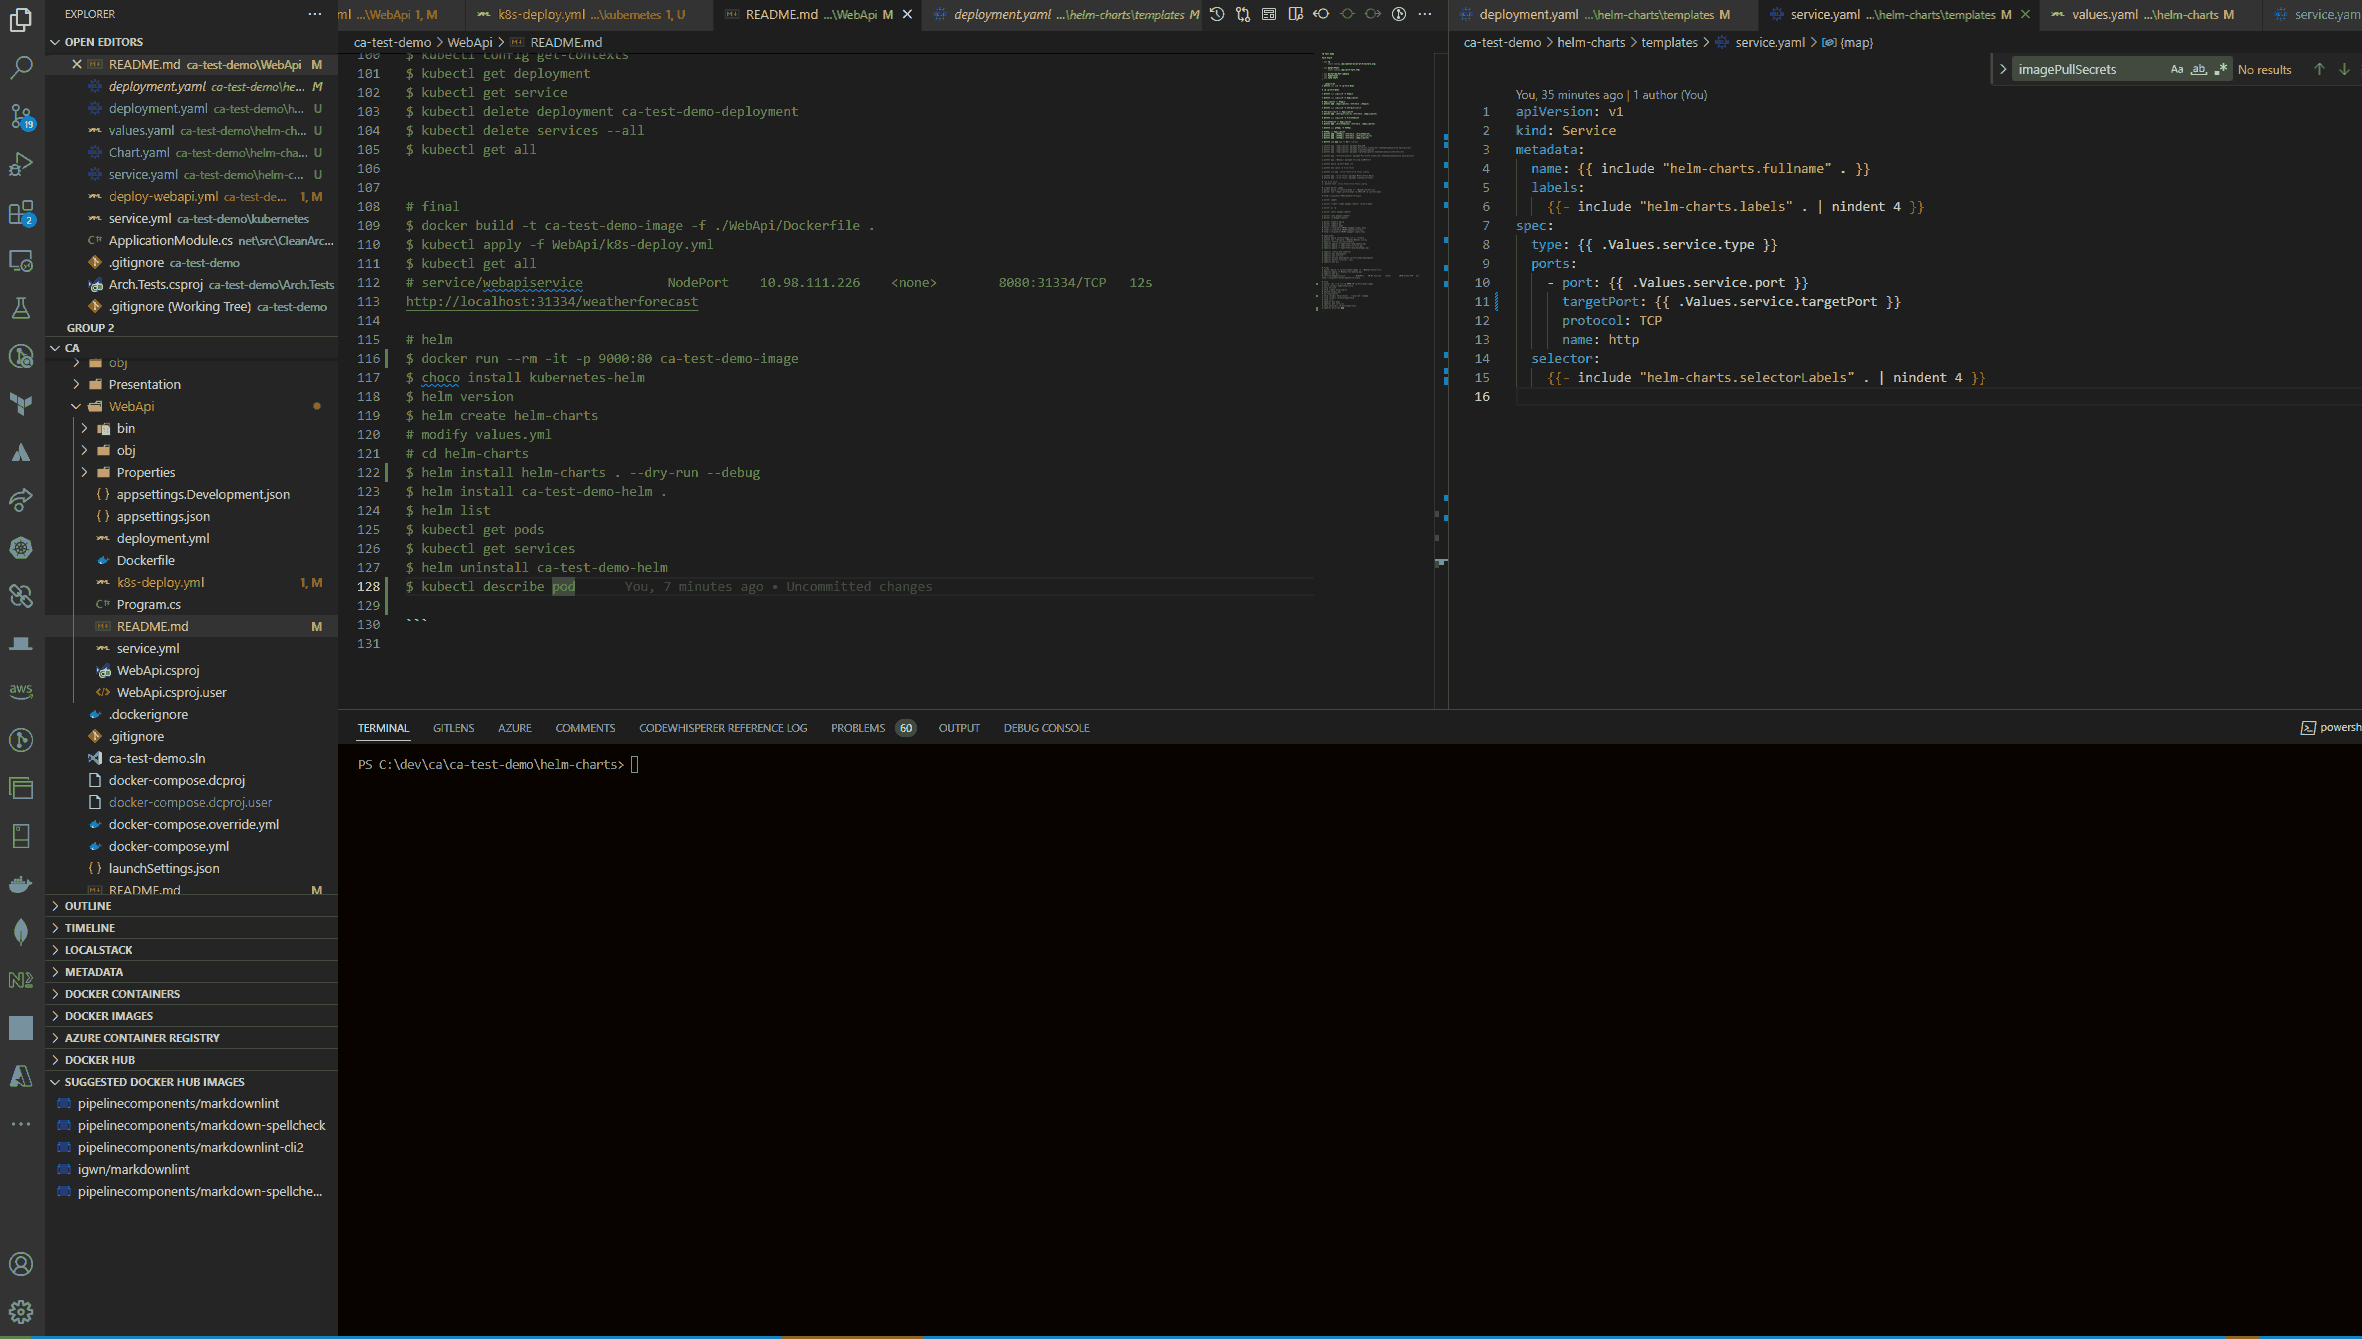 EXPLORER
OPEN EDITORS
README.md ca-test-demo\WebApi M
deployment.yaml ca-test-demo\he... M
deployment.yaml ca-test-demo\h... U
values.yaml ca-test-demo\helm-ch... U
Chart.yaml ca-test-demo\helm-cha... U
service.yaml ca-test-demo\helm-c... U
deploy-webapi.yml ca-test-de... 1, M
service.yml ca-test-demo\kubernetes
ApplicationModule.cs net\src\CleanArc...
.gitignore ca-test-demo
Arch.Tests.csproj ca-test-demo\Arch.Tests
.gitignore (Working Tree) ca-test-demo
GROUP 2
CA
obj
Presentation
WebApi
bin
obj
Properties
appsettings.Development.json
appsettings.json
deployment.yml
Dockerfile
k8s-deploy.yml 1, M
Program.cs
README.md M
service.yml
WebApi.csproj
WebApi.csproj.user
.dockerignore
.gitignore
ca-test-demo.sln
docker-compose.dcproj
docker-compose.dcproj.user
docker-compose.override.yml
docker-compose.yml
launchSettings.json
README.md M
OUTLINE
TIMELINE
LOCALSTACK
METADATA
DOCKER CONTAINERS
DOCKER IMAGES
AZURE CONTAINER REGISTRY
DOCKER HUB
SUGGESTED DOCKER HUB IMAGES
pipelinecomponents/markdownlint
pipelinecomponents/markdown-spellcheck
pipelinecomponents/markdownlint-cli2
igwn/markdownlint
pipelinecomponents/markdown-spellche...
19
2
aws
ml ...\WebApi 1, M
k8s-deploy.yml ...\kubernetes 1, U
README.md ...\WebApi M
deployment.yaml ...\helm-charts\templates M
ca-test-demo > WebApi > README.md
100 $ kubectl config get-contexts
101 $ kubectl get deployment
102 $ kubectl get service
103 $ kubectl delete deployment ca-test-demo-deployment
104 $ kubectl delete services --all
105 $ kubectl get all
106
107
108 # final
109 $ docker build -t ca-test-demo-image -f ./WebApi/Dockerfile .
110 $ kubectl apply -f WebApi/k8s-deploy.yml
111 $ kubectl get all
112 # service/webapiservice NodePort 10.98.111.226 <none> 8080:31334/TCP 12s
113 http://localhost:31334/weatherforecast
114
115 # helm
116 $ docker run --rm -it -p 9000:80 ca-test-demo-image
117 $ choco install kubernetes-helm
118 $ helm version
119 $ helm create helm-charts
120 # modify values.yml
121 # cd helm-charts
122 $ helm install helm-charts . --dry-run --debug
123 $ helm install ca-test-demo-helm .
124 $ helm list
125 $ kubectl get pods
126 $ kubectl get services
127 $ helm uninstall ca-test-demo-helm
128 $ kubectl describe pod You, 7 minutes ago • Uncommitted changes
129
130 ```
131
deployment.yaml ...\helm-charts\templates M
service.yaml ...\helm-charts\templates M
values.yaml ...\helm-charts M
service.yam
ca-test-demo > helm-charts > templates > service.yaml > {map}
imagePullSecrets Aa ab No results
You, 35 minutes ago | 1 author (You)
1 apiVersion: v1
2 kind: Service
3 metadata:
4 name: {{ include "helm-charts.fullname" . }}
5 labels:
6 {{- include "helm-charts.labels" . | nindent 4 }}
7 spec:
8 type: {{ .Values.service.type }}
9 ports:
10 - port: {{ .Values.service.port }}
11 targetPort: {{ .Values.service.targetPort }}
12 protocol: TCP
13 name: http
14 selector:
15 {{- include "helm-charts.selectorLabels" . | nindent 4 }}
16
TERMINAL GITLENS AZURE COMMENTS CODEWHISPERER REFERENCE LOG PROBLEMS 60 OUTPUT DEBUG CONSOLE
powersh
PS C:\dev\ca\ca-test-demo\helm-charts>